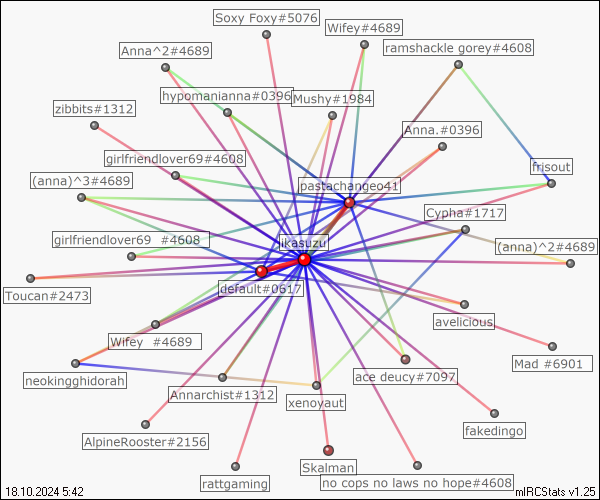 Soxy Foxy#5076
Wifey#4689
Anna^2#4689
ramshackle gorey#4608
hypomanianna#0396
Mushy#1984
zibbits#1312
Anna.#0396
girlfriendlover69#4608
frisout
(anna)^3#4689
pastachangeo41
Cypha#1717
girlfriendlover69 #4608
jikasuzu
(anna)^2#4689
Toucan#2473
default#0617
avelicious
Wifey #4689
Mad #6901
neokingghidorah
ace deucy#7097
Annarchist#1312
xenoyaut
AlpineRooster#2156
fakedingo
rattgaming
Skalman
no cops no laws no hope#4608
18.10.2024 5:42
mIRCStats v1.25